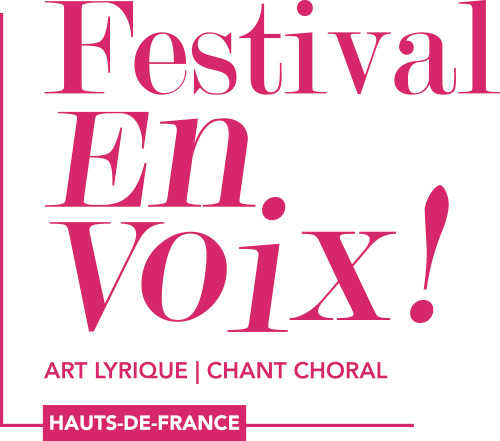 Festival
En
Voix!
ART LYRIQUE | CHANT CHORAL
HAUTS-DE-FRANCE